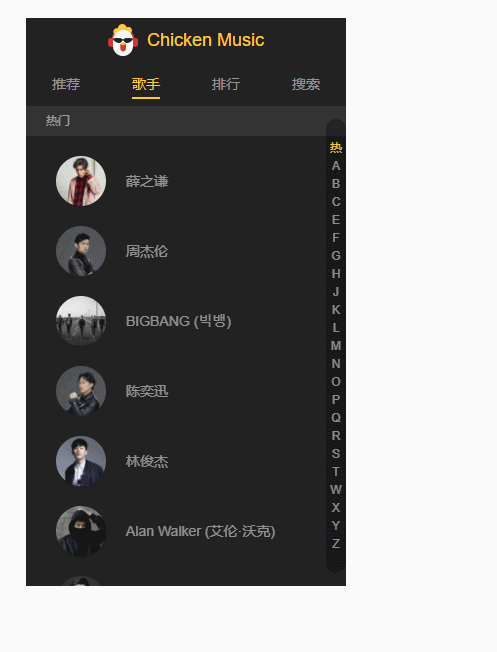 Chicken Music
推荐 歌手 排行 搜索
热门
薛之谦
周杰伦
BIGBANG (빅뱅)
陈奕迅
林俊杰
Alan Walker (艾伦·沃克)
热
A
B
C
E
F
G
H
J
K
L
M
N
O
P
Q
R
S
T
W
X
Y
Z